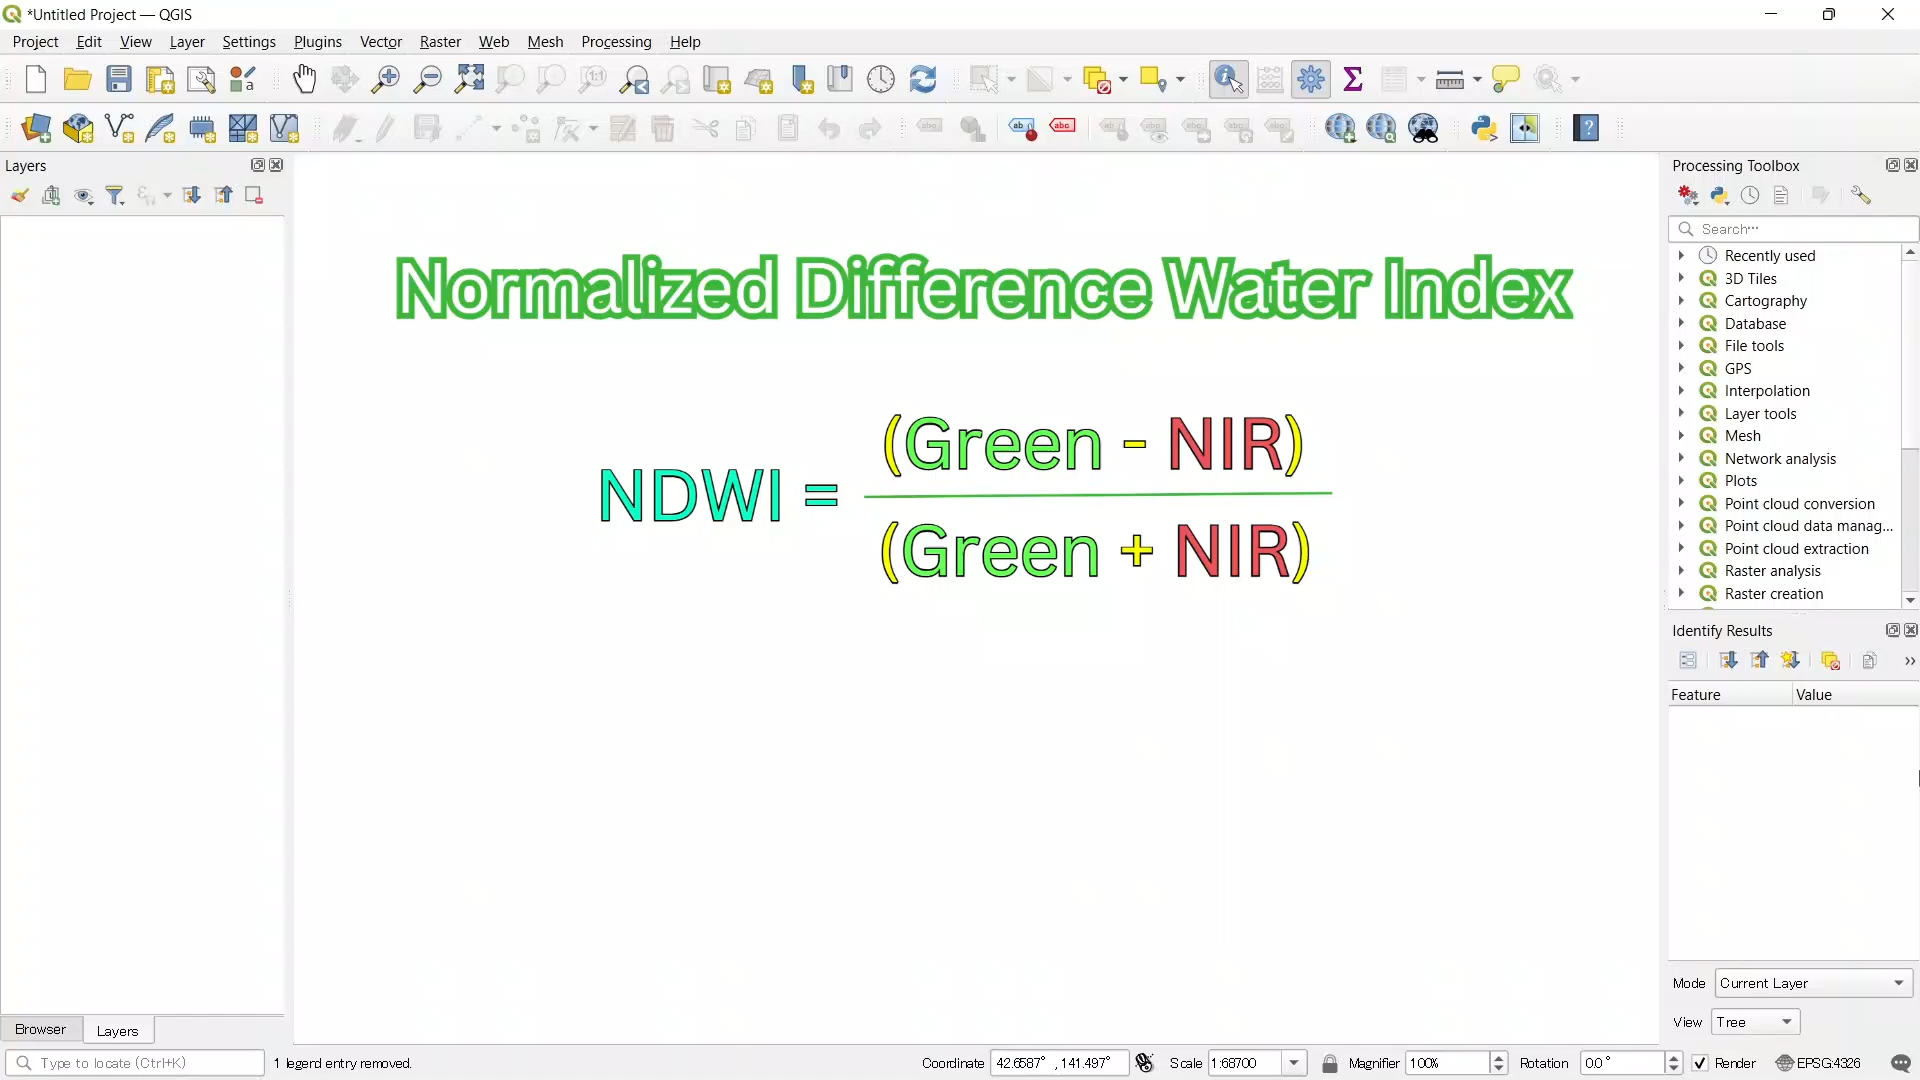 *Untitled Project — QGIS
Project Edit View Layer Settings Plugins Vector Raster Web Mesh Processing Help
Layers
Processing Toolbox
Search…
Recently used
3D Tiles
Cartography
Database
File tools
GPS
Interpolation
Layer tools
Mesh
Network analysis
Plots
Point cloud conversion
Point cloud data manag...
Point cloud extraction
Raster analysis
Raster creation
Normalized Difference Water Index
(Green - NIR)
NDWI =
(Green + NIR)
Identify Results
Feature Value
Mode Current Layer
View Tree
Browser Layers
Type to locate (Ctrl+K) 1 legend entry removed. Coordinate 42.6587° ,141.497° Scale 1:68700 Magnifier 100% Rotation 0.0 ° Render EPSG:4326